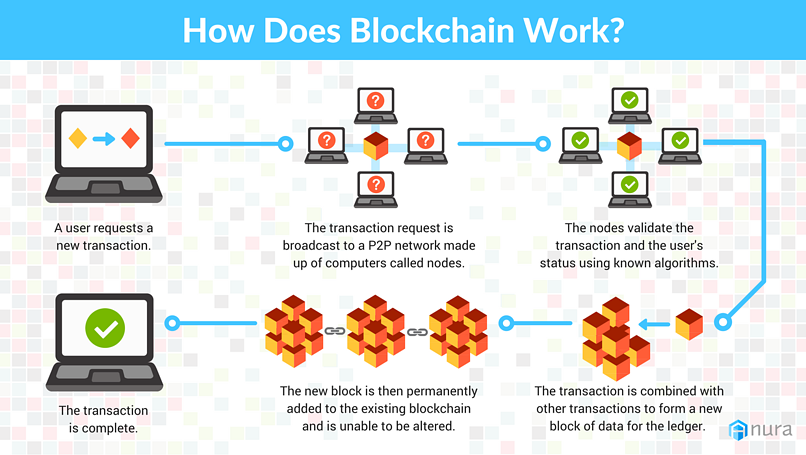 How Does Blockchain Work?
A user requests a
new transaction.
The transaction request is
broadcast to a P2P network made
up of computers called nodes.
The nodes validate the
transaction and the user's
status using known algorithms.
The transaction
is complete.
The new block is then permanently
added to the existing blockchain
and is unable to be altered.
The transaction is combined with
other transactions to form a new
block of data for the ledger.
nura